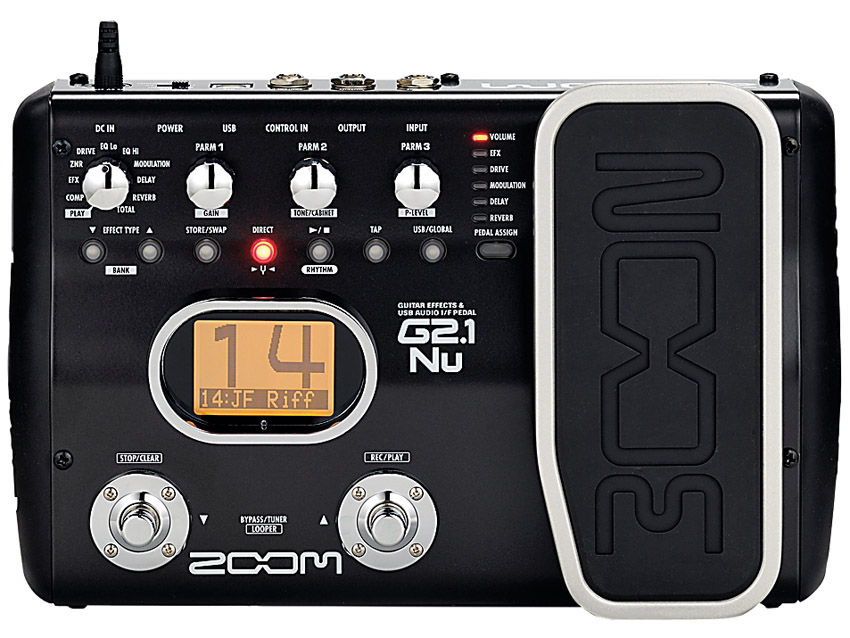 DC IN POWER USB CONTROL IN OUTPUT INPUT
DRIVE EQ Lo EQ Hi
ZNR MODULATION
EFX DELAY
COMP REVERB
PLAY TOTAL
PARM 1 PARM 2 PARM 3
GAIN TONE/CABINET P-LEVEL
VOLUME
EFX
DRIVE
MODULATION
DELAY
REVERB
PEDAL ASSIGN
▼ EFFECT TYPE ▲ STORE/SWAP DIRECT ►/■ TAP USB/GLOBAL
BANK RHYTHM
GUITAR EFFECTS &
USB AUDIO I/F PEDAL
G2.1
Nu
14
14:JF Riff
STOP/CLEAR REC/PLAY
▼ BYPASS/TUNER ▲
LOOPER
ZOOM
ZOOM
ZOOM